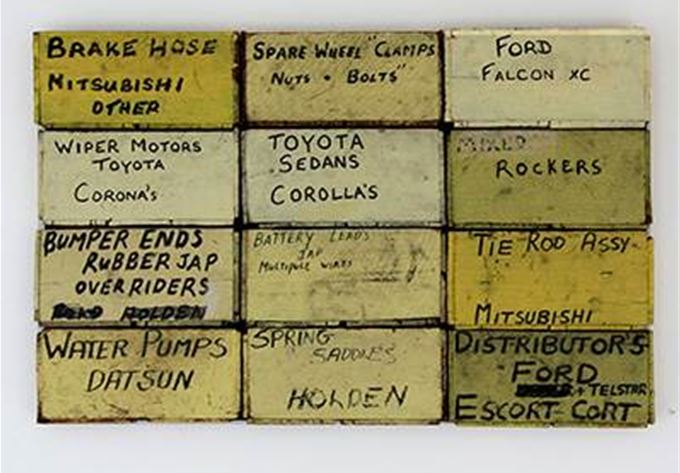 BRAKE HOSE
MITSUBISHI
OTHER
SPARE WHEEL "CLAMPS
NUTS + BOLTS"
FORD
FALCON XC
WIPER MOTORS
TOYOTA
CORONA'S
TOYOTA
SEDANS
COROLLA'S
MIXED
ROCKERS
BUMPER ENDS
RUBBER JAP
OVERRIDERS
HOLDEN
BATTERY LEADS
JAP
MULTIPLE WIRES
TIE ROD ASSY-
MITSUBISHI
WATER PUMPS
DATSUN
SPRING
SADDLES
HOLDEN
DISTRIBUTOR'S
FORD
+ TELSTAR
ESCORT-CORT